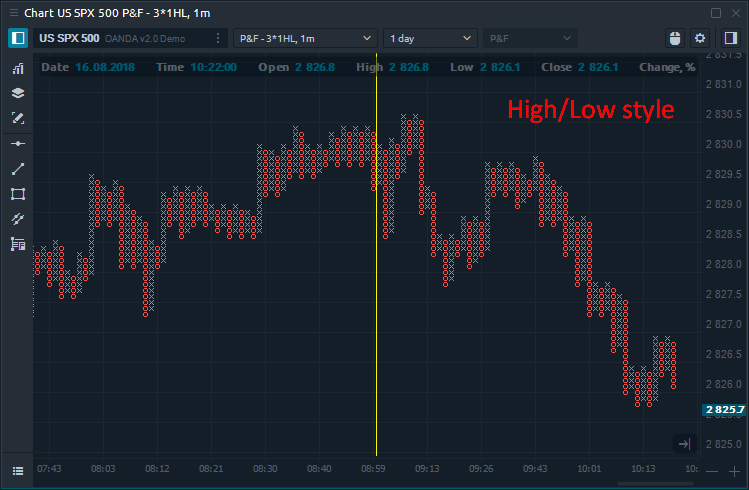 Chart US SPX 500 P&F - 3*1HL, 1m
US SPX 500 OANDA v2.0 Demo P&F - 3*1HL, 1m 1 day P&F
Date 16.08.2018 Time 10:22:00 Open 2 826.8 High 2 826.8 Low 2 826.1 Close 2 826.1 Change, %
High/Low style
2 831.5
2 831.0
2 830.5
2 830.0
2 829.5
2 829.0
2 828.5
2 828.0
2 827.5
2 827.0
2 826.5
2 826.0
2 825.7
2 825.0
07:43 08:03 08:12 08:21 08:30 08:40 08:59 09:13 09:26 09:43 10:01 10:13 10: